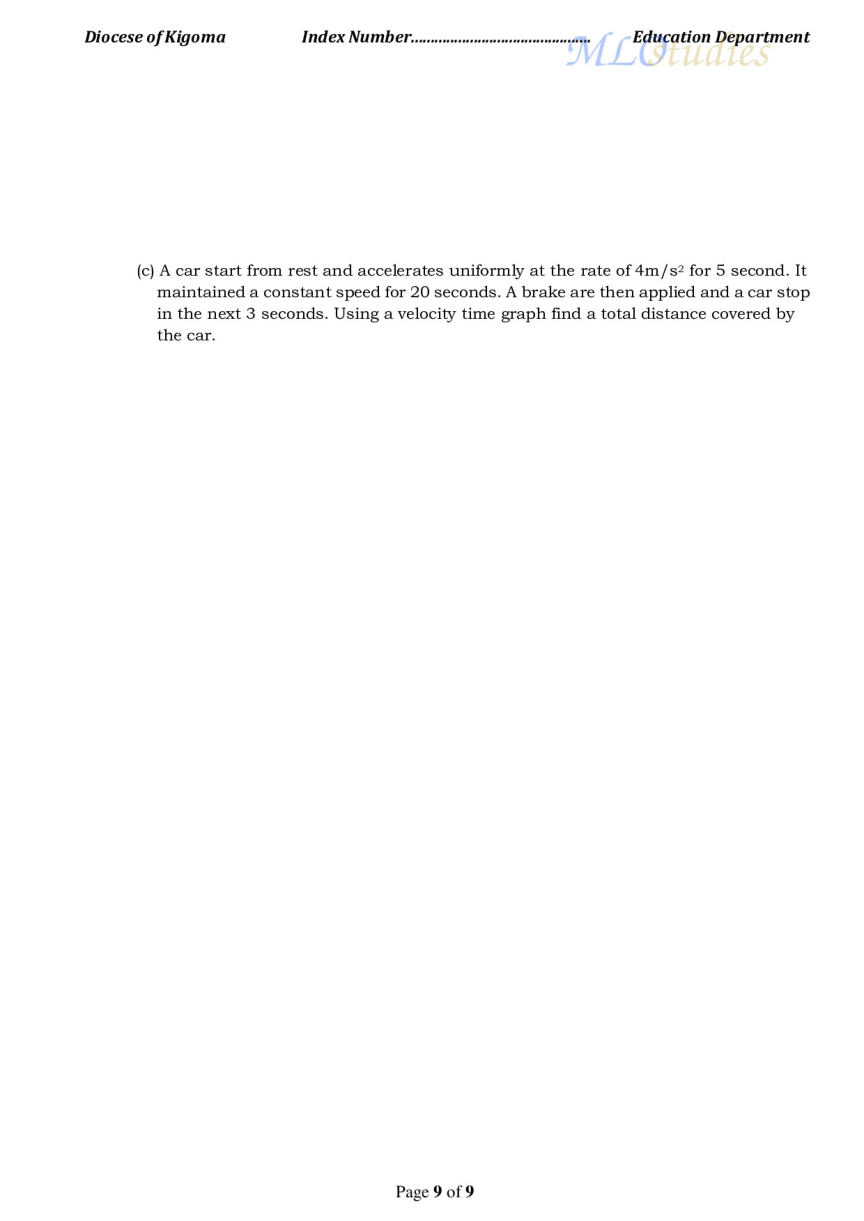 Diocese of Kigoma Index Number.............................................. Education Department
MLOstudies
(c) A car start from rest and accelerates uniformly at the rate of 4m/s² for 5 second. It
maintained a constant speed for 20 seconds. A brake are then applied and a car stop
in the next 3 seconds. Using a velocity time graph find a total distance covered by
the car.
Page 9 of 9